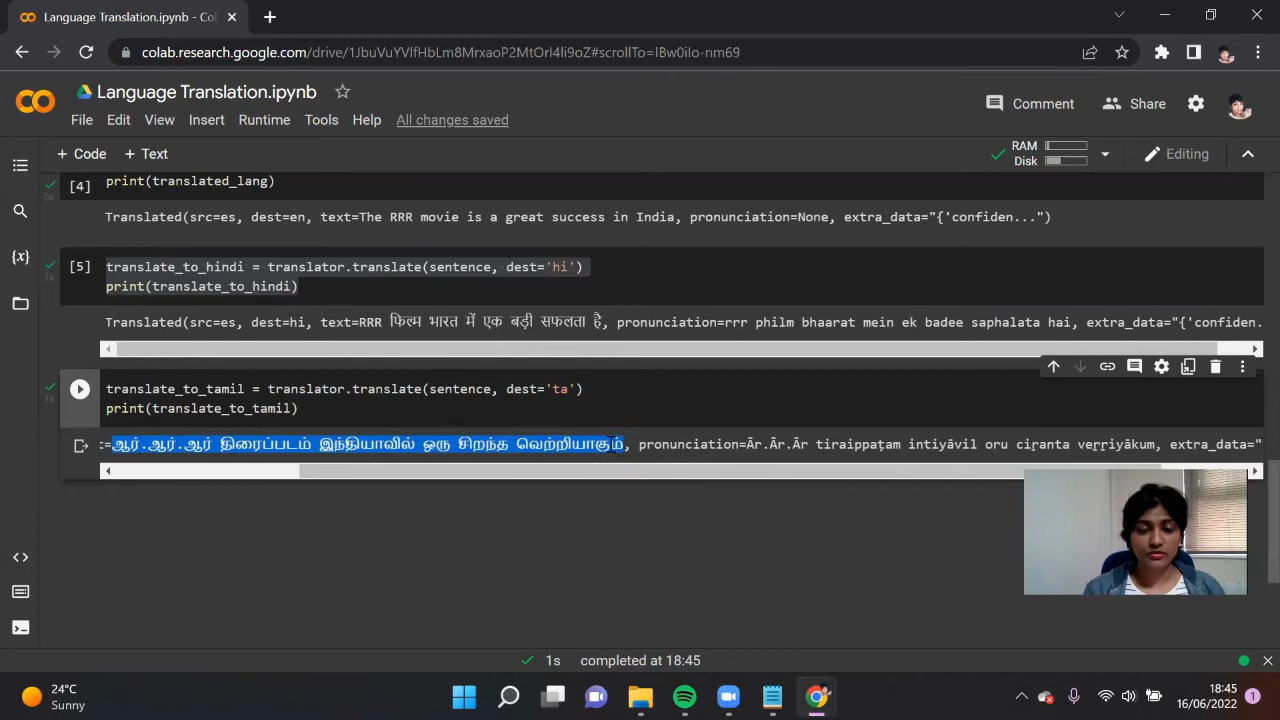 Language Translation.ipynb - Col
colab.research.google.com/drive/1JbuVuYVlfHbLm8MrxaoP2MtOrl4li9oZ#scrollTo=lBw0iIo-nm69
Language Translation.ipynb
Comment
Share
File Edit View Insert Runtime Tools Help All changes saved
+ Code + Text
RAM
Disk
Editing
[4]
print(translated_lang)
Translated(src=es, dest=en, text=The RRR movie is a great success in India, pronunciation=None, extra_data="{'confiden...")
[5]
translate_to_hindi = translator.translate(sentence, dest='hi')
print(translate_to_hindi)
Translated(src=es, dest=hi, text=RRR फिल्म भारत में एक बड़ी सफलता है, pronunciation=rrr philm bhaarat mein ek badee saphalata hai, extra_data="{'confiden.
translate_to_tamil = translator.translate(sentence, dest='ta')
print(translate_to_tamil)
t=ஆர்.ஆர்.ஆர் திரைப்படம் இந்தியாவில் ஒரு சிறந்த வெற்றியாகும், pronunciation=Ār.Ār.Ār tiraippaṭam intiyāvil oru ciṟanta veṟṟiyākum, extra_data="
1s completed at 18:45
24°C
Sunny
18:45
16/06/2022
1